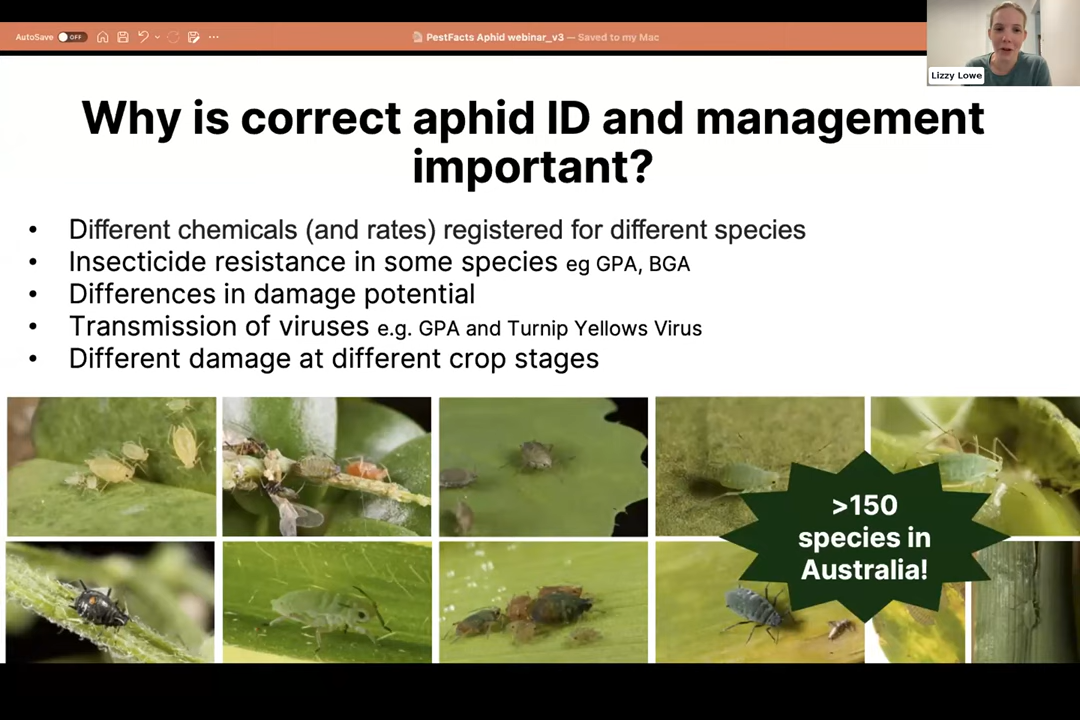 AutoSave OFF
PestFacts Aphid webinar_v3 — Saved to my Mac
Lizzy Lowe
Why is correct aphid ID and management
important?
• Different chemicals (and rates) registered for different species
• Insecticide resistance in some species eg GPA, BGA
• Differences in damage potential
• Transmission of viruses e.g. GPA and Turnip Yellows Virus
• Different damage at different crop stages
>150
species in
Australia!